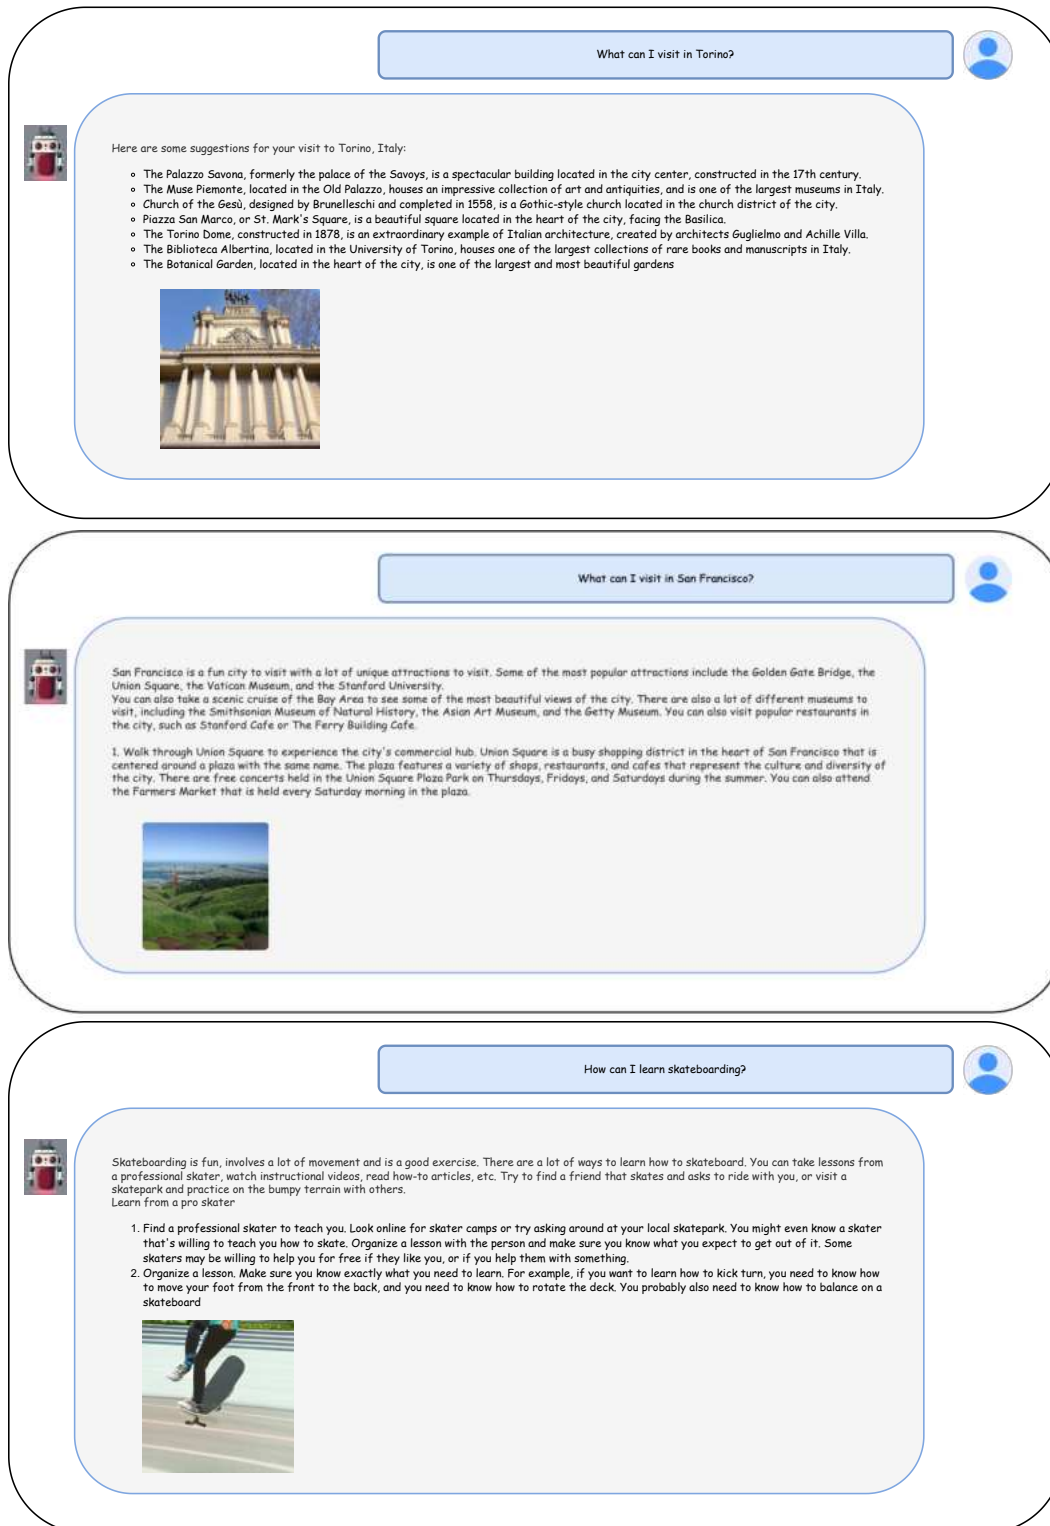 What can I visit in Torino?
Here are some suggestions for your visit to Torino, Italy:
The Palazzo Savona, formerly the palace of the Savoys, is a spectacular building located in the city center, constructed in the 17th century.
The Muse Piemonte, located in the Old Palazzo, houses an impressive collection of art and antiquities, and is one of the largest museums in Italy.
Church of the Gesù, designed by Brunelleschi and completed in 1558, is a Gothic-style church located in the church district of the city.
Piazza San Marco, or St. Mark's Square, is a beautiful square located in the heart of the city, facing the Basilica.
The Torino Dome, constructed in 1878, is an extraordinary example of Italian architecture, created by architects Guglielmo and Achille Villa.
The Biblioteca Albertina, located in the University of Torino, houses one of the largest collections of rare books and manuscripts in Italy.
The Botanical Garden, located in the heart of the city, is one of the largest and most beautiful gardens
What can I visit in San Francisco?
San Francisco is a fun city to visit with a lot of unique attractions to visit. Some of the most popular attractions include the Golden Gate Bridge, the
Union Square, the Vatican Museum, and the Stanford University.
You can also take a scenic cruise of the Bay Area to see some of the most beautiful views of the city. There are also a lot of different museums to
visit, including the Smithsonian Museum of Natural History, the Asian Art Museum, and the Getty Museum. You can also visit popular restaurants in
the city, such as Stanford Cafe or The Ferry Building Cafe.
1. Walk through Union Square to experience the city's commercial hub. Union Square is a busy shopping district in the heart of San Francisco that is
centered around a plaza with the same name. The plaza features a variety of shops, restaurants, and cafes that represent the culture and diversity of
the city. There are free concerts held in the Union Square Plaza Park on Thursdays, Fridays, and Saturdays during the summer. You can also attend
the Farmers Market that is held every Saturday morning in the plaza.
How can I learn skateboarding?
Skateboarding is fun, involves a lot of movement and is a good exercise. There are a lot of ways to learn how to skateboard. You can take lessons from
a professional skater, watch instructional videos, read how-to articles, etc. Try to find a friend that skates and asks to ride with you, or visit a
skatepark and practice on the bumpy terrain with others.
Learn from a pro skater
1. Find a professional skater to teach you. Look online for skater camps or try asking around at your local skatepark. You might even know a skater
that's willing to teach you how to skate. Organize a lesson with the person and make sure you know what you expect to get out of it. Some
skaters may be willing to help you for free if they like you, or if you help them with something.
2. Organize a lesson. Make sure you know exactly what you need to learn. For example, if you want to learn how to kick turn, you need to know how
to move your foot from the front to the back, and you need to know how to rotate the deck. You probably also need to know how to balance on a
skateboard